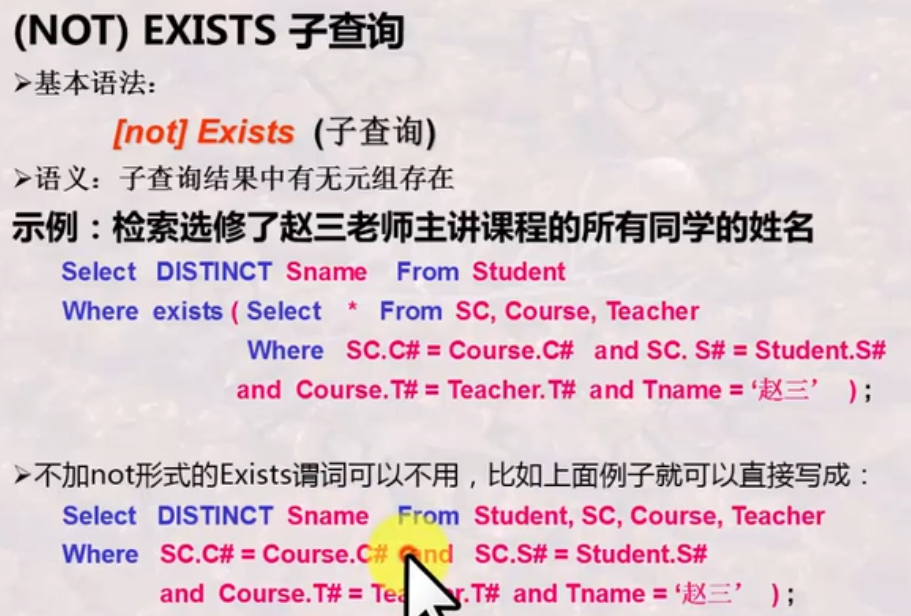 (NOT) EXISTS 子查询
➢基本语法：
[not] Exists (子查询)
➢语义：子查询结果中有无元组存在
示例：检索选修了赵三老师主讲课程的所有同学的姓名
Select DISTINCT Sname From Student
Where exists ( Select * From SC, Course, Teacher
Where SC.C# = Course.C# and SC. S# = Student.S#
and Course.T# = Teacher.T# and Tname = ‘赵三’ ) ;
➢不加not形式的Exists谓词可以不用，比如上面例子就可以直接写成：
Select DISTINCT Sname From Student, SC, Course, Teacher
Where SC.C# = Course.C# and SC.S# = Student.S#
and Course.T# = Teacher.T# and Tname = ‘赵三’ ) ;